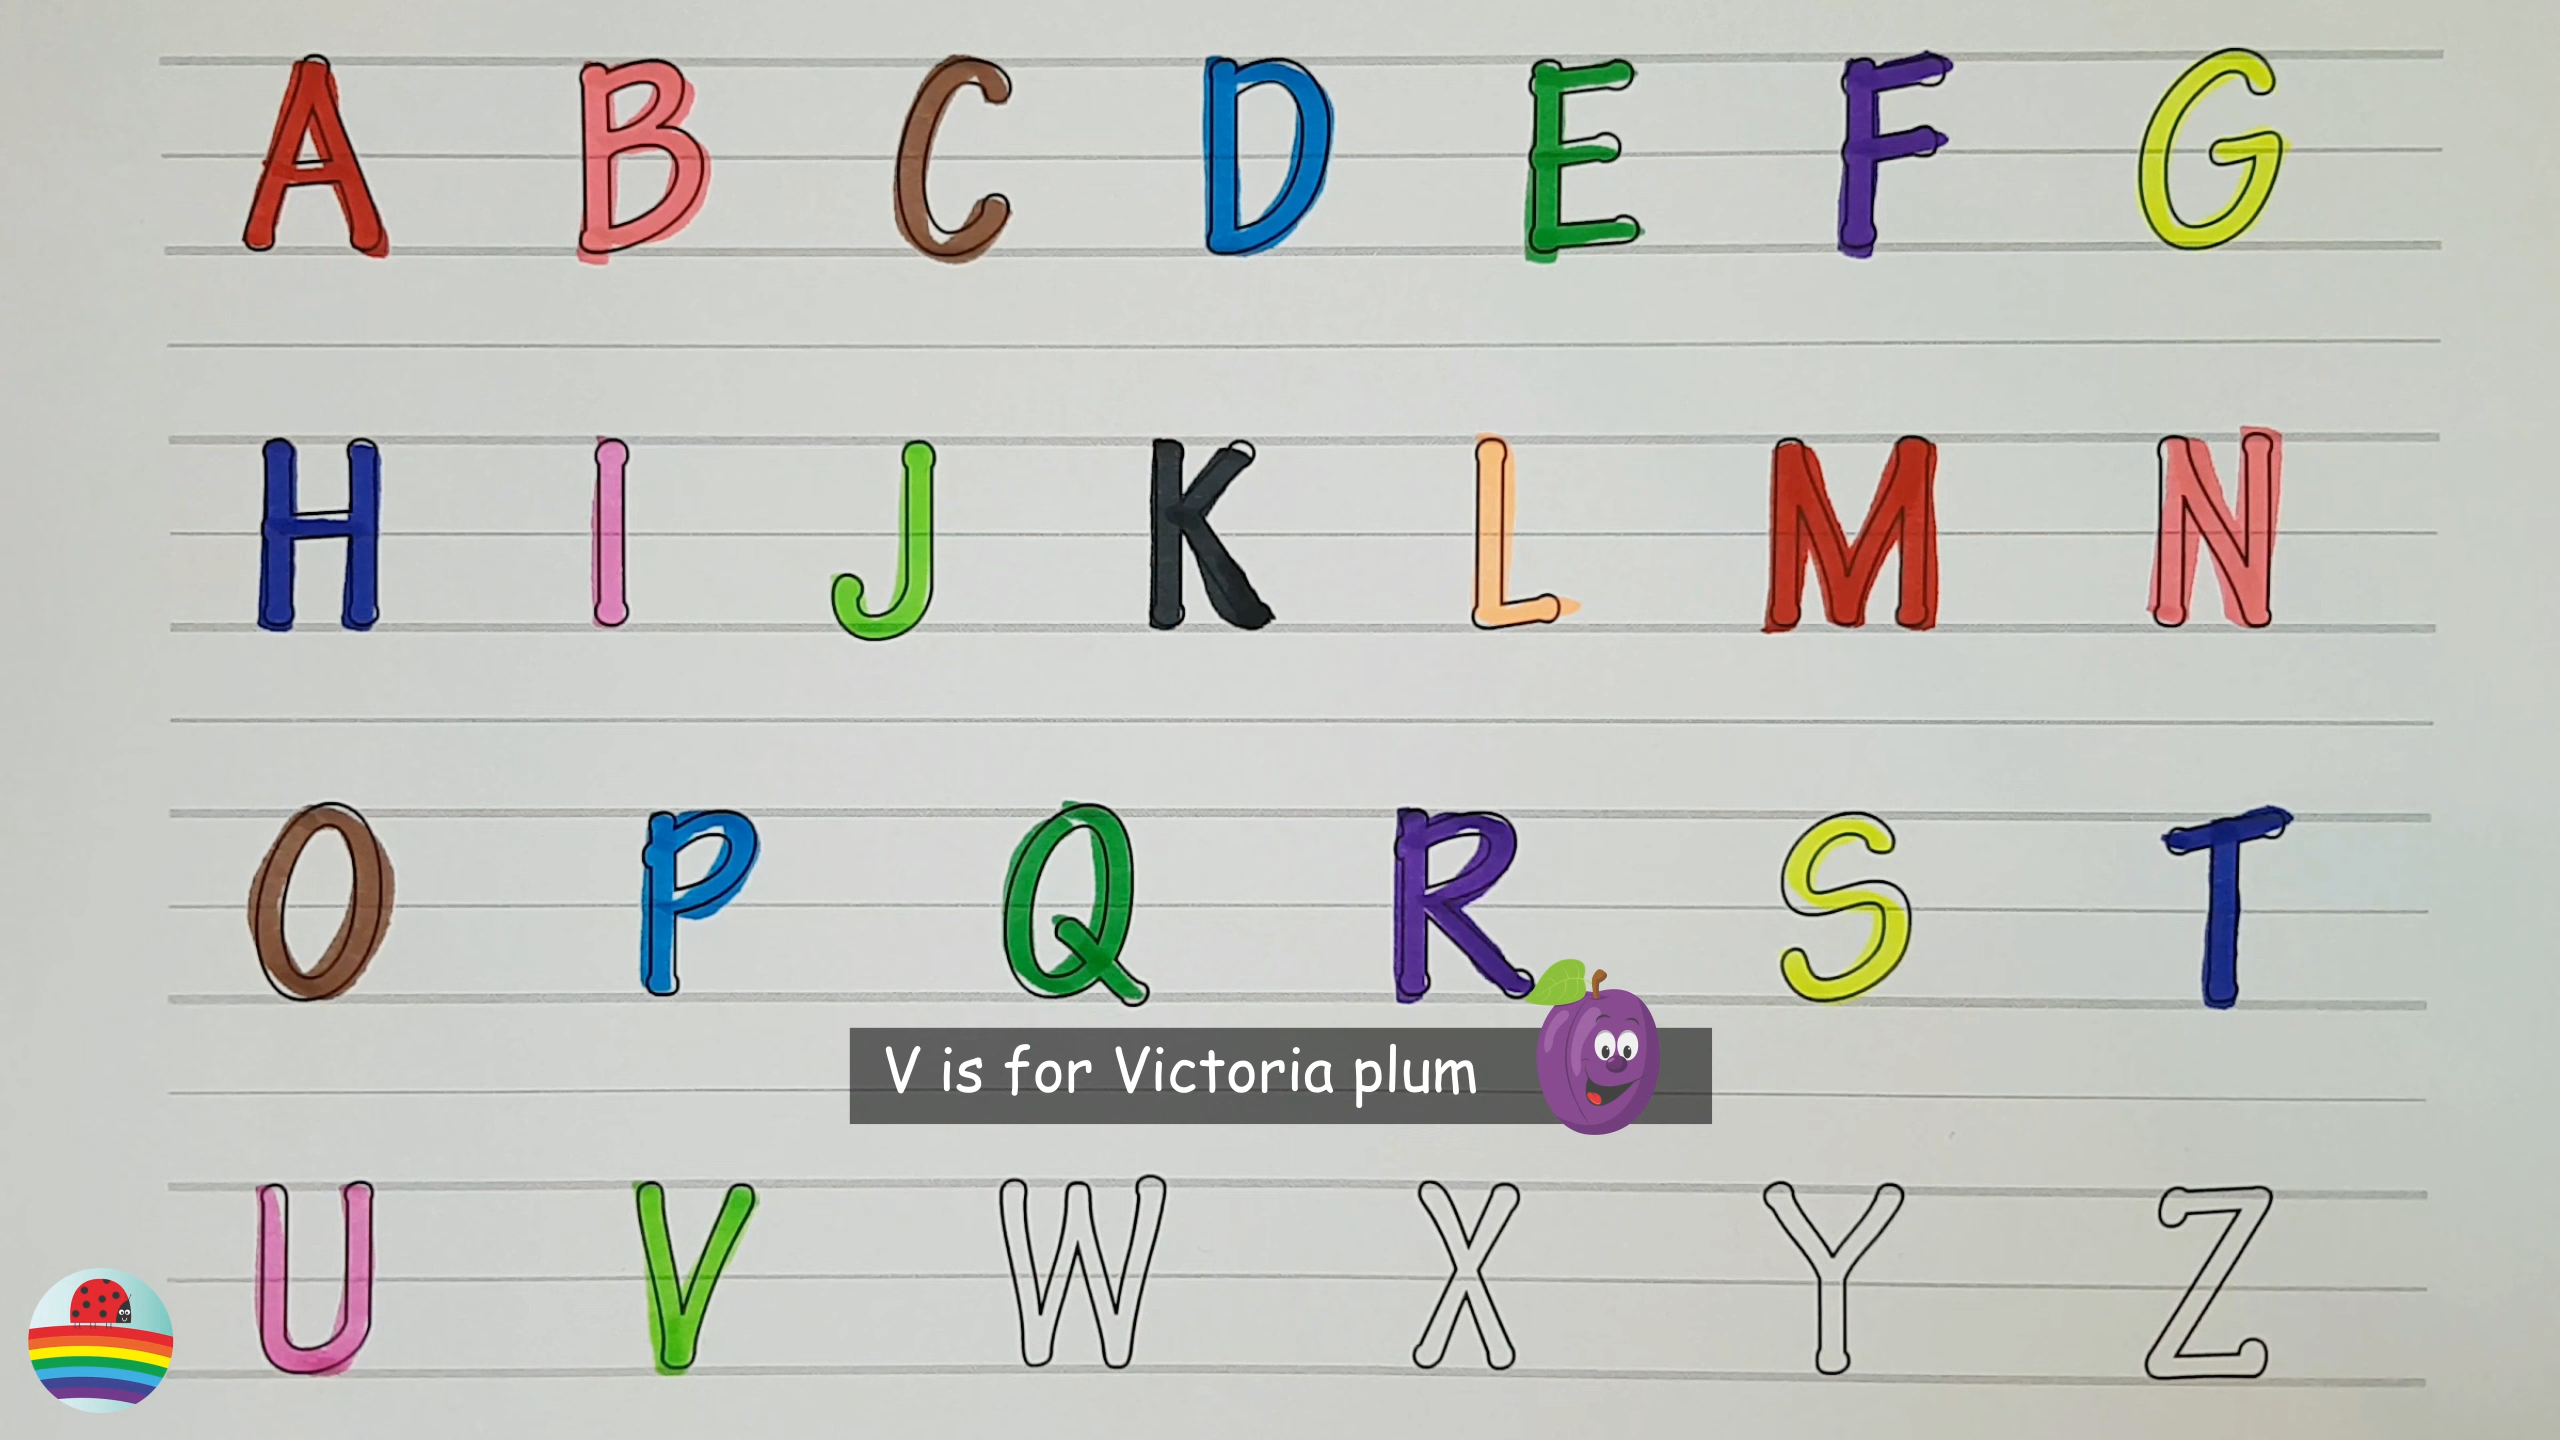 A B C D E F G
H I J K L M N
O P Q R S T
V is for Victoria plum
U V W X Y Z